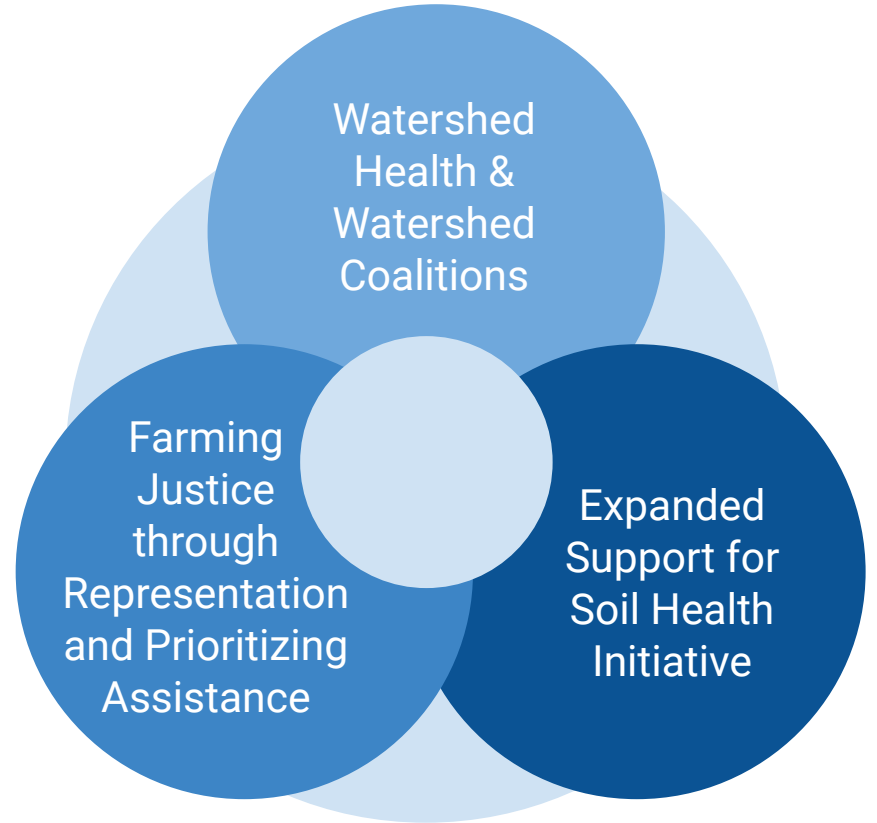 Watershed
Health &
Watershed
Coalitions
Farming
Justice
through
Representation
and Prioritizing
Assistance
Expanded
Support for
Soil Health
Initiative